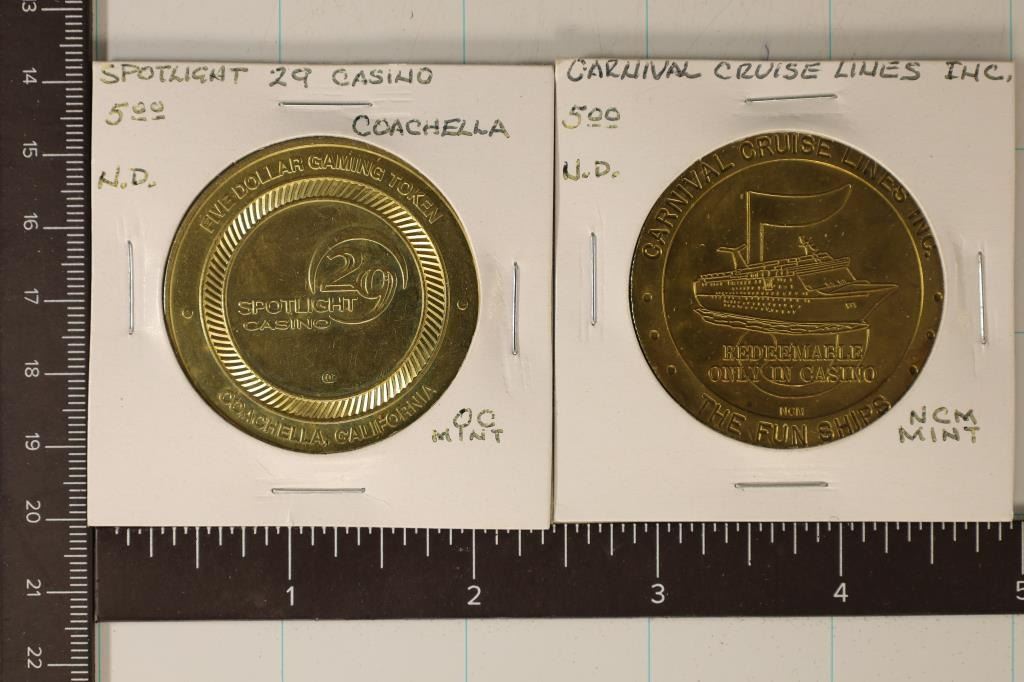 SPOTLIGHT 29 CASINO
5.00
COACHELLA
N.D.
FIVE DOLLAR GAMING TOKEN
29
SPOTLIGHT
CASINO
COACHELLA, CALIFORNIA
OC
MINT
CARNIVAL CRUISE LINES INC.
5.00
N.D.
CARNIVAL CRUISE LINES INC.
REDEEMABLE
ONLY IN CASINO
NCM
THE FUN SHIPS
NCM
MINT
13
14
15
16
17
18
19
20
21
22
1 2 3 4 5